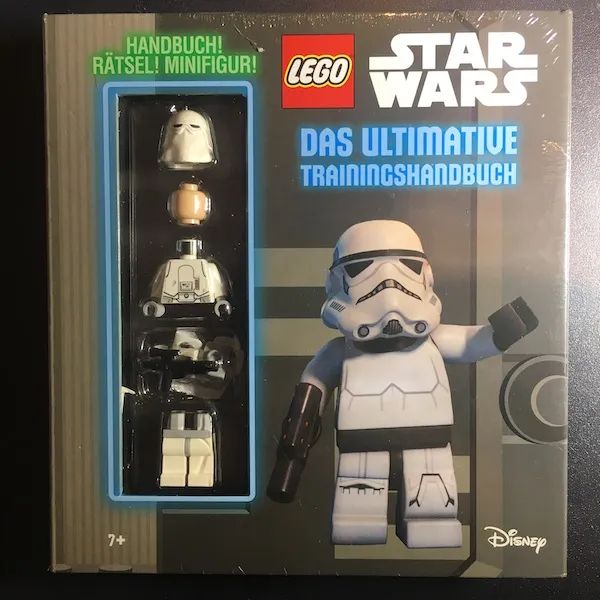 HANDBUCH!
RÄTSEL! MINIFIGUR!
LEGO
STAR
WARS
DAS ULTIMATIVE
TRAININGSHANDBUCH
7+
Disney